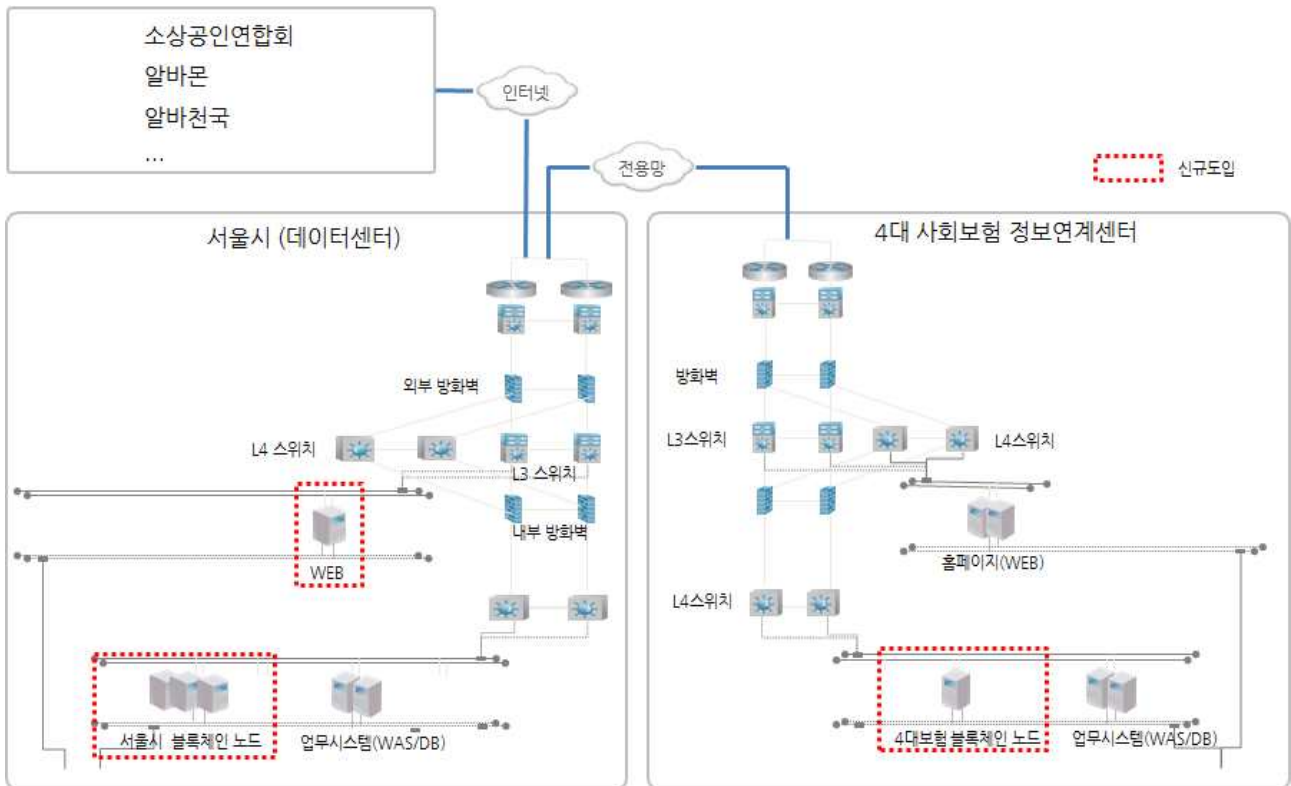 소상공인연합회
알바몬
알바천국
...
인터넷
전용망
신규도입
서울시 (데이터센터)
외부 방화벽
L4 스위치
L3 스위치
내부 방화벽
WEB
서울시 블록체인 노드
업무시스템(WAS/DB)
4대 사회보험 정보연계센터
방화벽
L3스위치
L4스위치
홈페이지(WEB)
L4스위치
4대보험 블록체인 노드
업무시스템(WAS/DB)